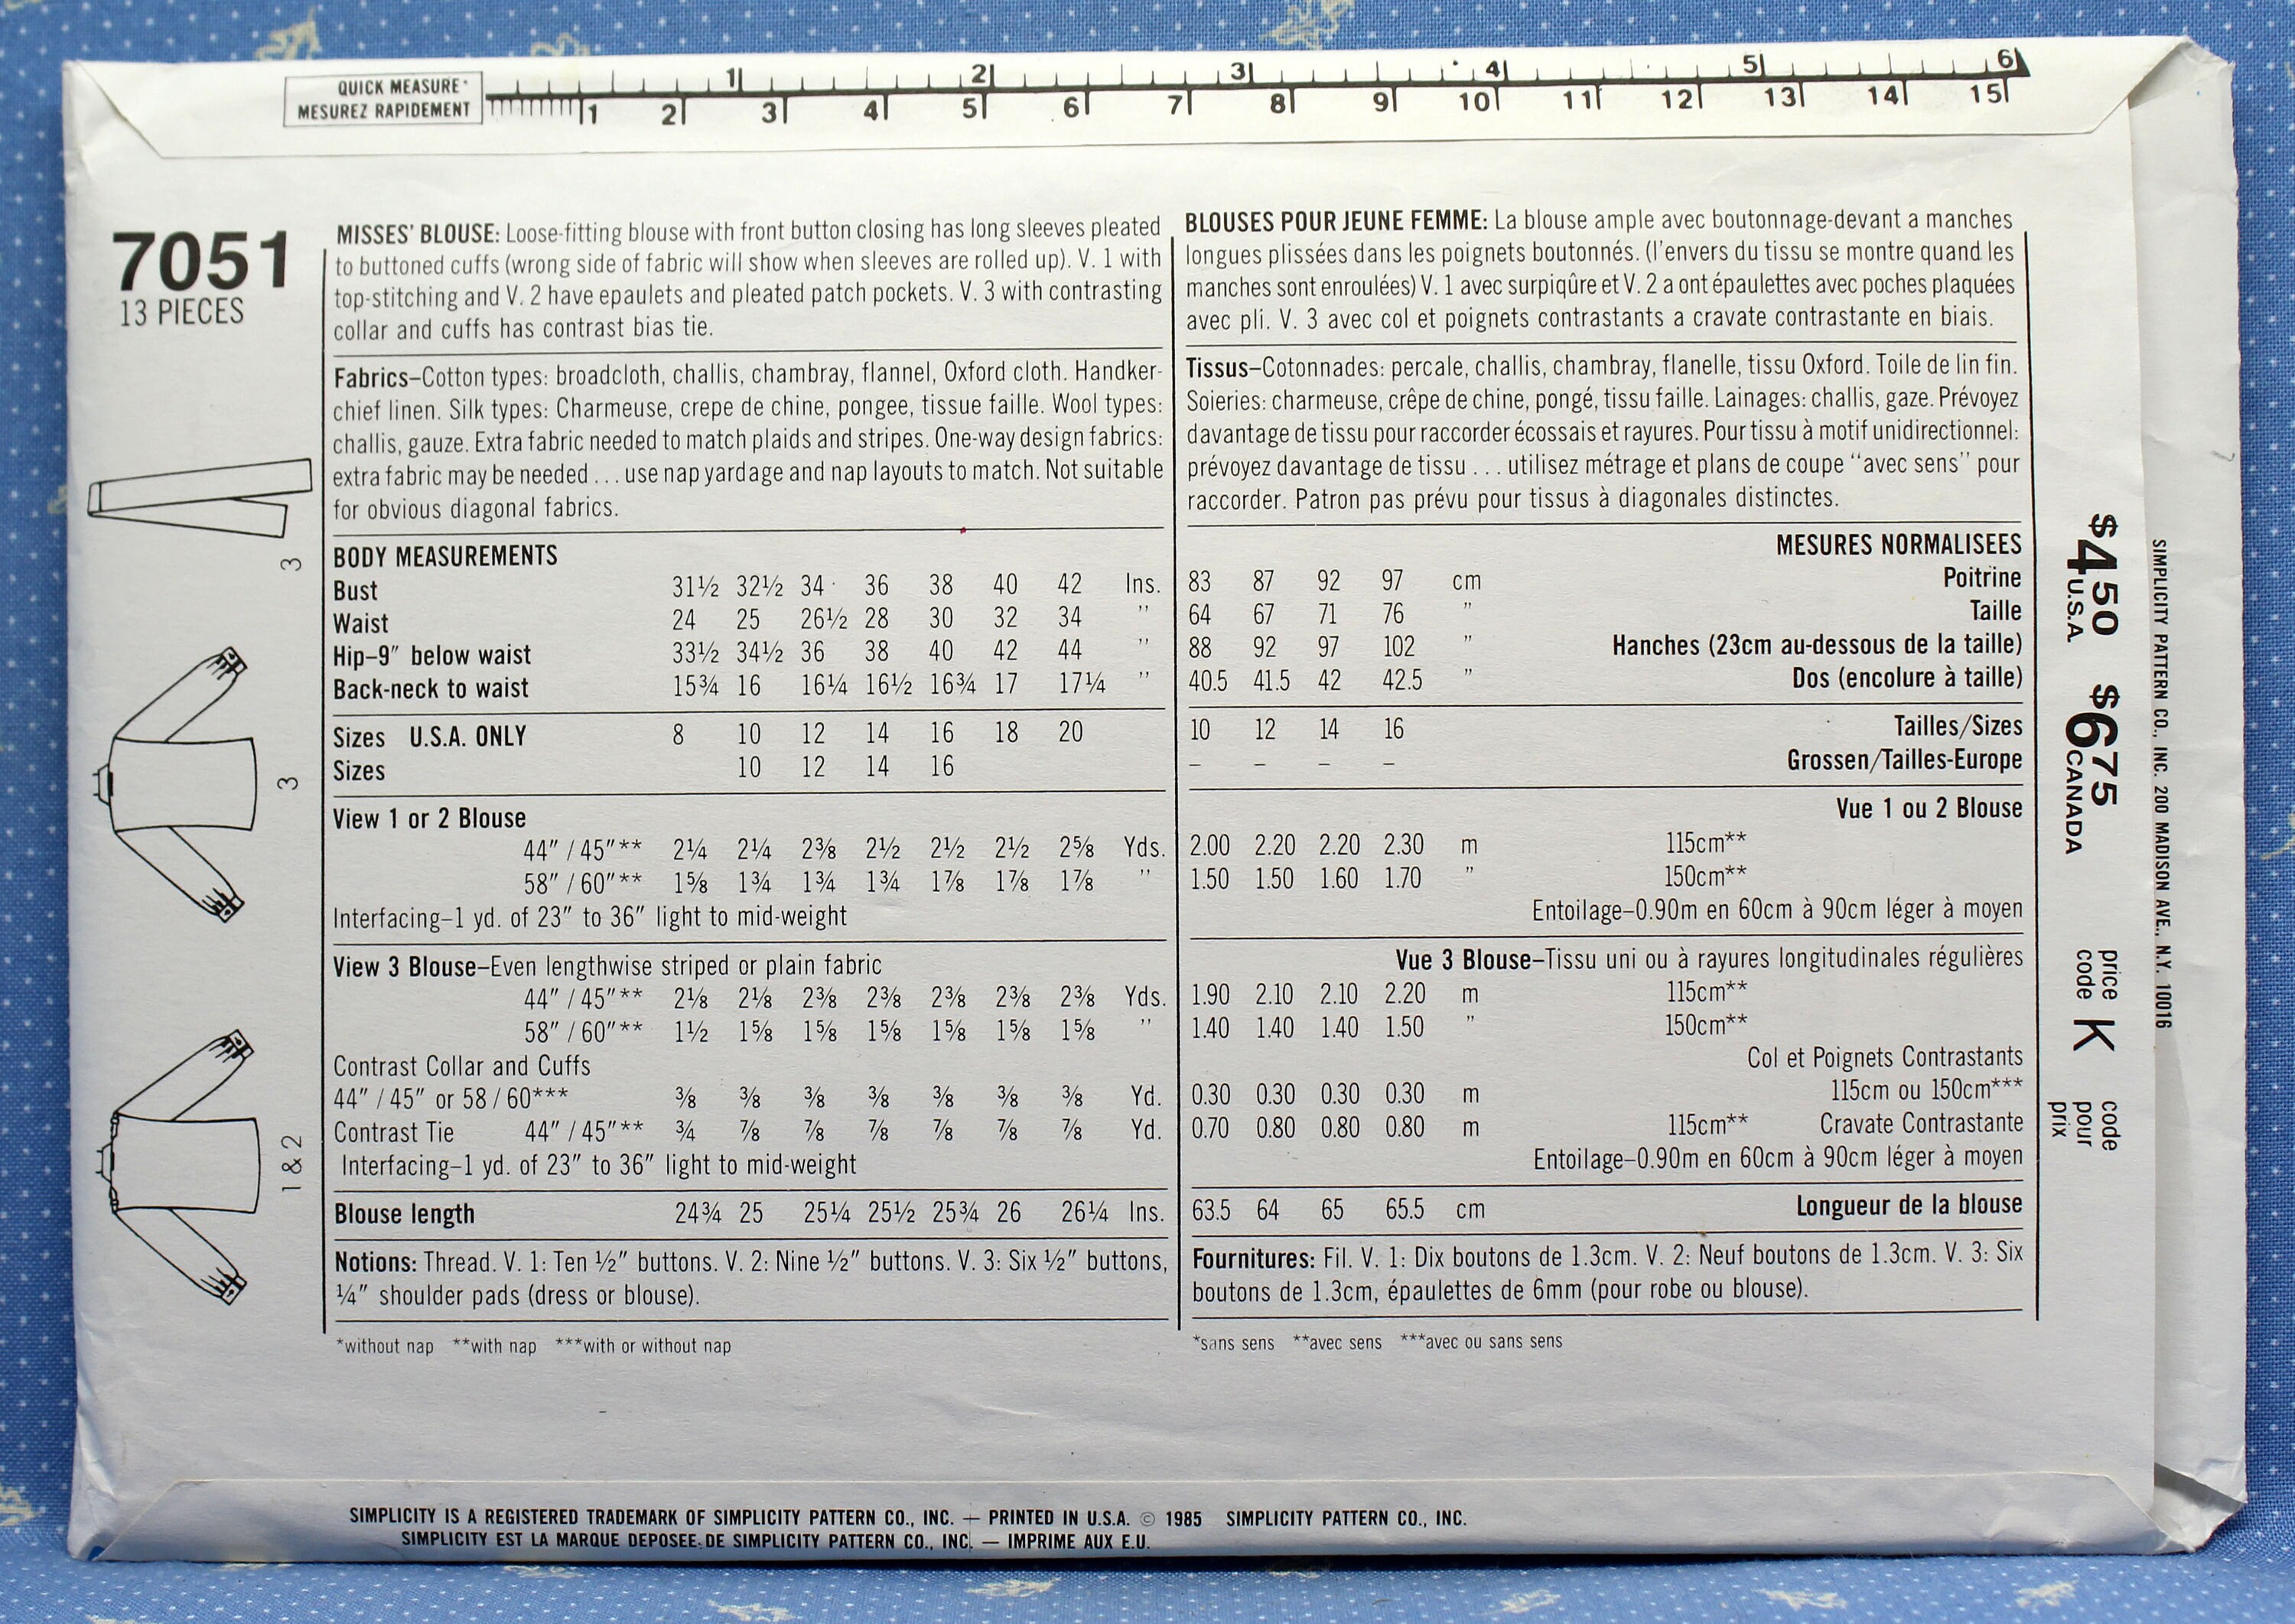 QUICK MEASURE*
MESUREZ RAPIDEMENT
1 2 3 4 5 6
1 2 3 4 5 6 7 8 9 10 11 12 13 14 15
7051
13 PIECES
MISSES' BLOUSE: Loose-fitting blouse with front button closing has long sleeves pleated
to buttoned cuffs (wrong side of fabric will show when sleeves are rolled up). V. 1 with
top-stitching and V. 2 have epaulets and pleated patch pockets. V. 3 with contrasting
collar and cuffs has contrast bias tie.
Fabrics–Cotton types: broadcloth, challis, chambray, flannel, Oxford cloth. Handker-
chief linen. Silk types: Charmeuse, crepe de chine, pongee, tissue faille. Wool types:
challis, gauze. Extra fabric needed to match plaids and stripes. One-way design fabrics:
extra fabric may be needed . . . use nap yardage and nap layouts to match. Not suitable
for obvious diagonal fabrics.
BODY MEASUREMENTS
Bust 31½ 32½ 34 36 38 40 42 Ins.
Waist 24 25 26½ 28 30 32 34 "
Hip–9" below waist 33½ 34½ 36 38 40 42 44 "
Back-neck to waist 15¾ 16 16¼ 16½ 16¾ 17 17¼ "
Sizes U.S.A. ONLY 8 10 12 14 16 18 20
Sizes 10 12 14 16
View 1 or 2 Blouse
44" / 45"** 2¼ 2¼ 2⅜ 2½ 2½ 2½ 2⅝ Yds.
58" / 60"** 1⅝ 1¾ 1¾ 1¾ 1⅞ 1⅞ 1⅞ "
Interfacing–1 yd. of 23" to 36" light to mid-weight
View 3 Blouse–Even lengthwise striped or plain fabric
44" / 45"** 2⅛ 2⅛ 2⅜ 2⅜ 2⅜ 2⅜ 2⅜ Yds.
58" / 60"** 1½ 1⅝ 1⅝ 1⅝ 1⅝ 1⅝ 1⅝ "
Contrast Collar and Cuffs
44" / 45" or 58 / 60*** ⅜ ⅜ ⅜ ⅜ ⅜ ⅜ ⅜ Yd.
Contrast Tie 44" / 45"** ¾ ⅞ ⅞ ⅞ ⅞ ⅞ ⅞ Yd.
Interfacing–1 yd. of 23" to 36" light to mid-weight
Blouse length 24¾ 25 25¼ 25½ 25¾ 26 26¼ Ins.
Notions: Thread. V. 1: Ten ½" buttons. V. 2: Nine ½" buttons. V. 3: Six ½" buttons,
¼" shoulder pads (dress or blouse).
*without nap **with nap ***with or without nap
BLOUSES POUR JEUNE FEMME: La blouse ample avec boutonnage-devant a manches
longues plissées dans les poignets boutonnés. (l'envers du tissu se montre quand les
manches sont enroulées) V. 1 avec surpiqûre et V. 2 a ont épaulettes avec poches plaquées
avec pli. V. 3 avec col et poignets contrastants a cravate contrastante en biais.
Tissus–Cotonnades: percale, challis, chambray, flanelle, tissu Oxford. Toile de lin fin.
Soieries: charmeuse, crêpe de chine, pongé, tissu faille. Lainages: challis, gaze. Prévoyez
davantage de tissu pour raccorder écossais et rayures. Pour tissu à motif unidirectionnel:
prévoyez davantage de tissu . . . utilisez métrage et plans de coupe "avec sens" pour
raccorder. Patron pas prévu pour tissus à diagonales distinctes.
MESURES NORMALISEES
83 87 92 97 cm Poitrine
64 67 71 76 " Taille
88 92 97 102 " Hanches (23cm au-dessous de la taille)
40.5 41.5 42 42.5 " Dos (encolure à taille)
10 12 14 16 Tailles/Sizes
– – – – Grossen/Tailles-Europe
Vue 1 ou 2 Blouse
2.00 2.20 2.20 2.30 m 115cm**
1.50 1.50 1.60 1.70 " 150cm**
Entoilage–0.90m en 60cm à 90cm léger à moyen
Vue 3 Blouse–Tissu uni ou à rayures longitudinales régulières
1.90 2.10 2.10 2.20 m 115cm**
1.40 1.40 1.40 1.50 " 150cm**
Col et Poignets Contrastants
0.30 0.30 0.30 0.30 m 115cm ou 150cm***
0.70 0.80 0.80 0.80 m 115cm** Cravate Contrastante
Entoilage–0.90m en 60cm à 90cm léger à moyen
63.5 64 65 65.5 cm Longueur de la blouse
Fournitures: Fil. V. 1: Dix boutons de 1.3cm. V. 2: Neuf boutons de 1.3cm. V. 3: Six
boutons de 1.3cm, épaulettes de 6mm (pour robe ou blouse).
*sans sens **avec sens ***avec ou sans sens
3
3
1 & 2
$450 U.S.A.
$675 CANADA
price
code K
code
pour
prix
SIMPLICITY PATTERN CO., INC. 200 MADISON AVE., N.Y. 10016
SIMPLICITY IS A REGISTERED TRADEMARK OF SIMPLICITY PATTERN CO., INC. — PRINTED IN U.S.A. © 1985 SIMPLICITY PATTERN CO., INC.
SIMPLICITY EST LA MARQUE DEPOSEE DE SIMPLICITY PATTERN CO., INC. — IMPRIME AUX E.U.